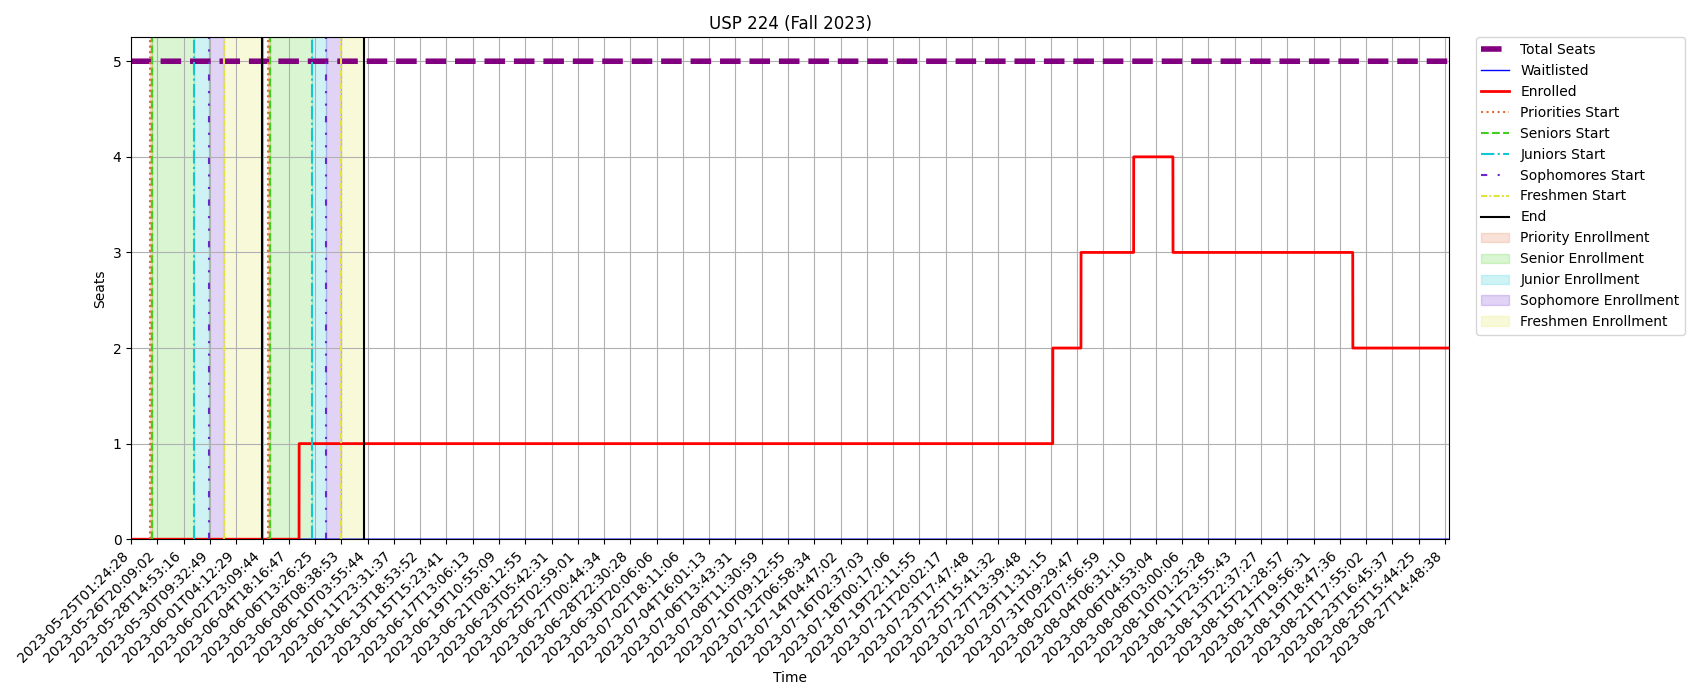 USP 224 (Fall 2023)
Seats
5
4
3
2
1
0
2023-05-25T01:24:28
2023-05-26T20:09:02
2023-05-28T14:53:16
2023-05-30T09:32:49
2023-06-01T04:12:29
2023-06-02T23:09:44
2023-06-04T18:16:47
2023-06-06T13:26:25
2023-06-08T08:38:53
2023-06-10T03:55:44
2023-06-11T23:31:37
2023-06-13T18:53:52
2023-06-15T15:23:41
2023-06-17T13:06:13
2023-06-19T10:55:09
2023-06-21T08:12:55
2023-06-23T05:42:31
2023-06-25T02:59:01
2023-06-27T00:44:34
2023-06-28T22:30:28
2023-06-30T20:06:06
2023-07-02T18:11:06
2023-07-04T16:01:13
2023-07-06T13:43:31
2023-07-08T11:30:59
2023-07-10T09:12:55
2023-07-12T06:58:34
2023-07-14T04:47:02
2023-07-16T02:37:03
2023-07-18T00:17:06
2023-07-19T22:11:55
2023-07-21T20:02:17
2023-07-23T17:47:48
2023-07-25T15:41:32
2023-07-27T13:39:48
2023-07-29T11:31:15
2023-07-31T09:29:47
2023-08-02T07:56:59
2023-08-04T06:31:10
2023-08-06T04:53:04
2023-08-08T03:00:06
2023-08-10T01:25:28
2023-08-11T23:55:43
2023-08-13T22:37:27
2023-08-15T21:28:57
2023-08-17T19:56:31
2023-08-19T18:47:36
2023-08-21T17:55:02
2023-08-23T16:45:37
2023-08-25T15:44:25
2023-08-27T14:48:38
Time
Total Seats
Waitlisted
Enrolled
Priorities Start
Seniors Start
Juniors Start
Sophomores Start
Freshmen Start
End
Priority Enrollment
Senior Enrollment
Junior Enrollment
Sophomore Enrollment
Freshmen Enrollment